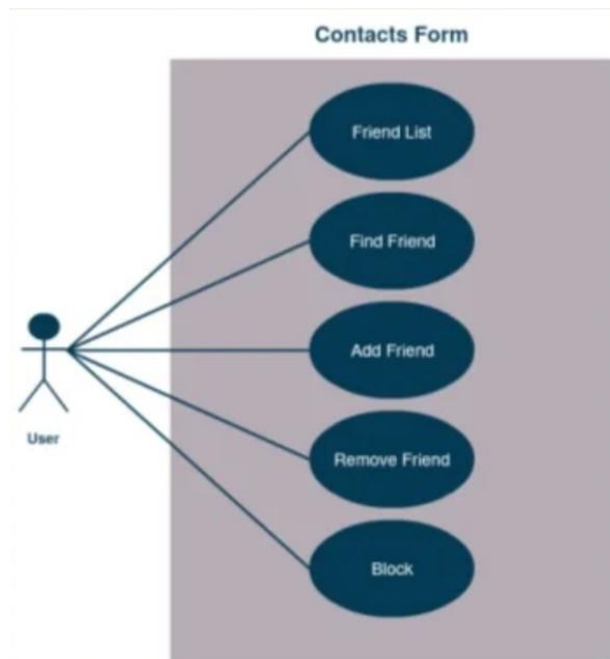 Contacts Form
Friend List
Find Friend
Add Friend
Remove Friend
Block
User